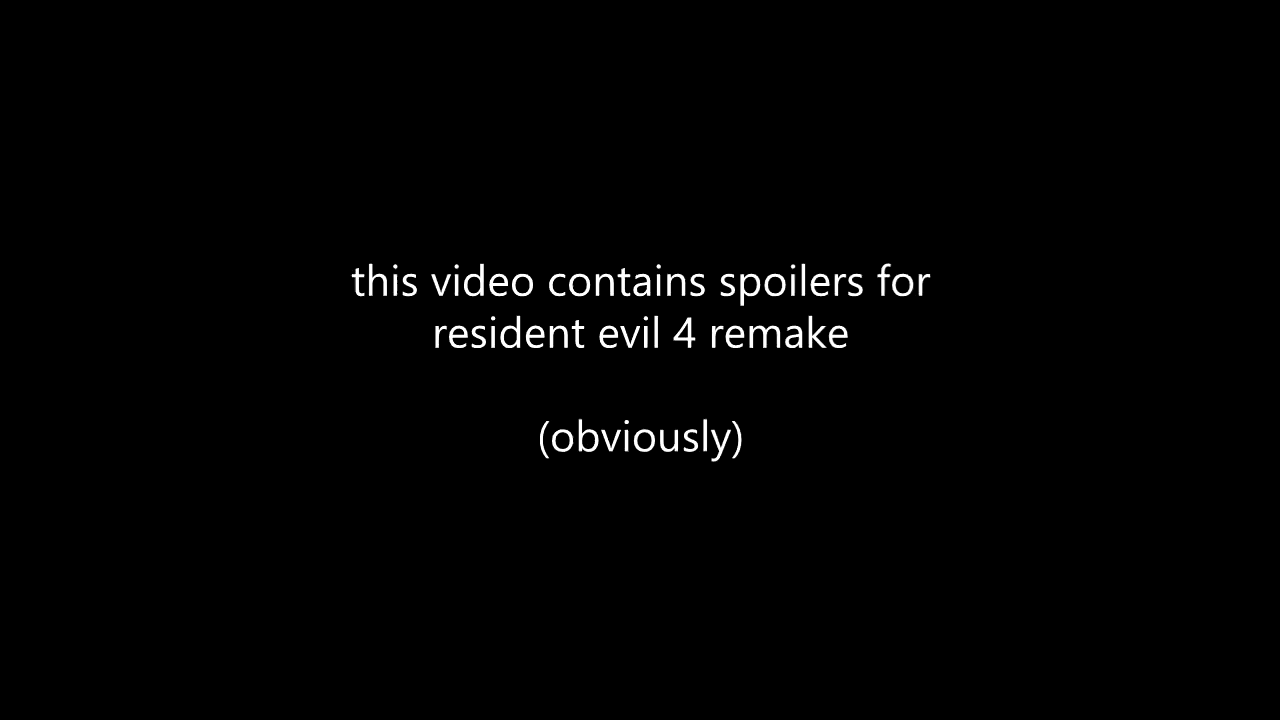 this video contains spoilers for
resident evil 4 remake
(obviously)